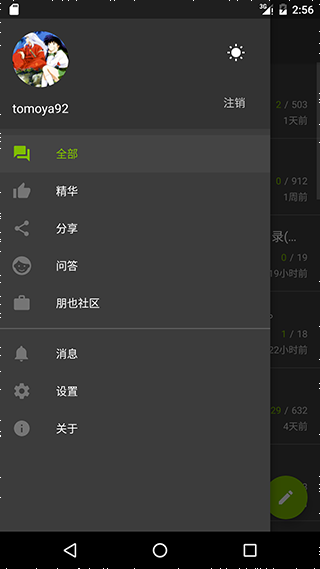 3G 2:56
tomoya92
注销
全部
精华
分享
问答
朋也社区
消息
设置
关于
2 / 503
1天前
0 / 912
1周前
录(...
0 / 19
19小时前
1 / 18
22小时前
29 / 632
4天前